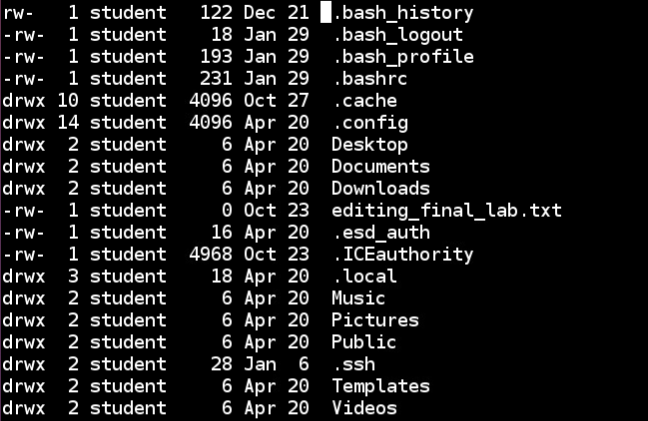 rw-   1 student   122 Dec 21  .bash_history
-rw-  1 student    18 Jan 29  .bash_logout
-rw-  1 student   193 Jan 29  .bash_profile
-rw-  1 student   231 Jan 29  .bashrc
drwx 10 student  4096 Oct 27  .cache
drwx 14 student  4096 Apr 20  .config
drwx  2 student     6 Apr 20  Desktop
drwx  2 student     6 Apr 20  Documents
drwx  2 student     6 Apr 20  Downloads
-rw-  1 student     0 Oct 23  editing_final_lab.txt
-rw-  1 student    16 Apr 20  .esd_auth
-rw-  1 student  4968 Oct 23  .ICEauthority
drwx  3 student    18 Apr 20  .local
drwx  2 student     6 Apr 20  Music
drwx  2 student     6 Apr 20  Pictures
drwx  2 student     6 Apr 20  Public
drwx  2 student    28 Jan  6  .ssh
drwx  2 student     6 Apr 20  Templates
drwx  2 student     6 Apr 20  Videos